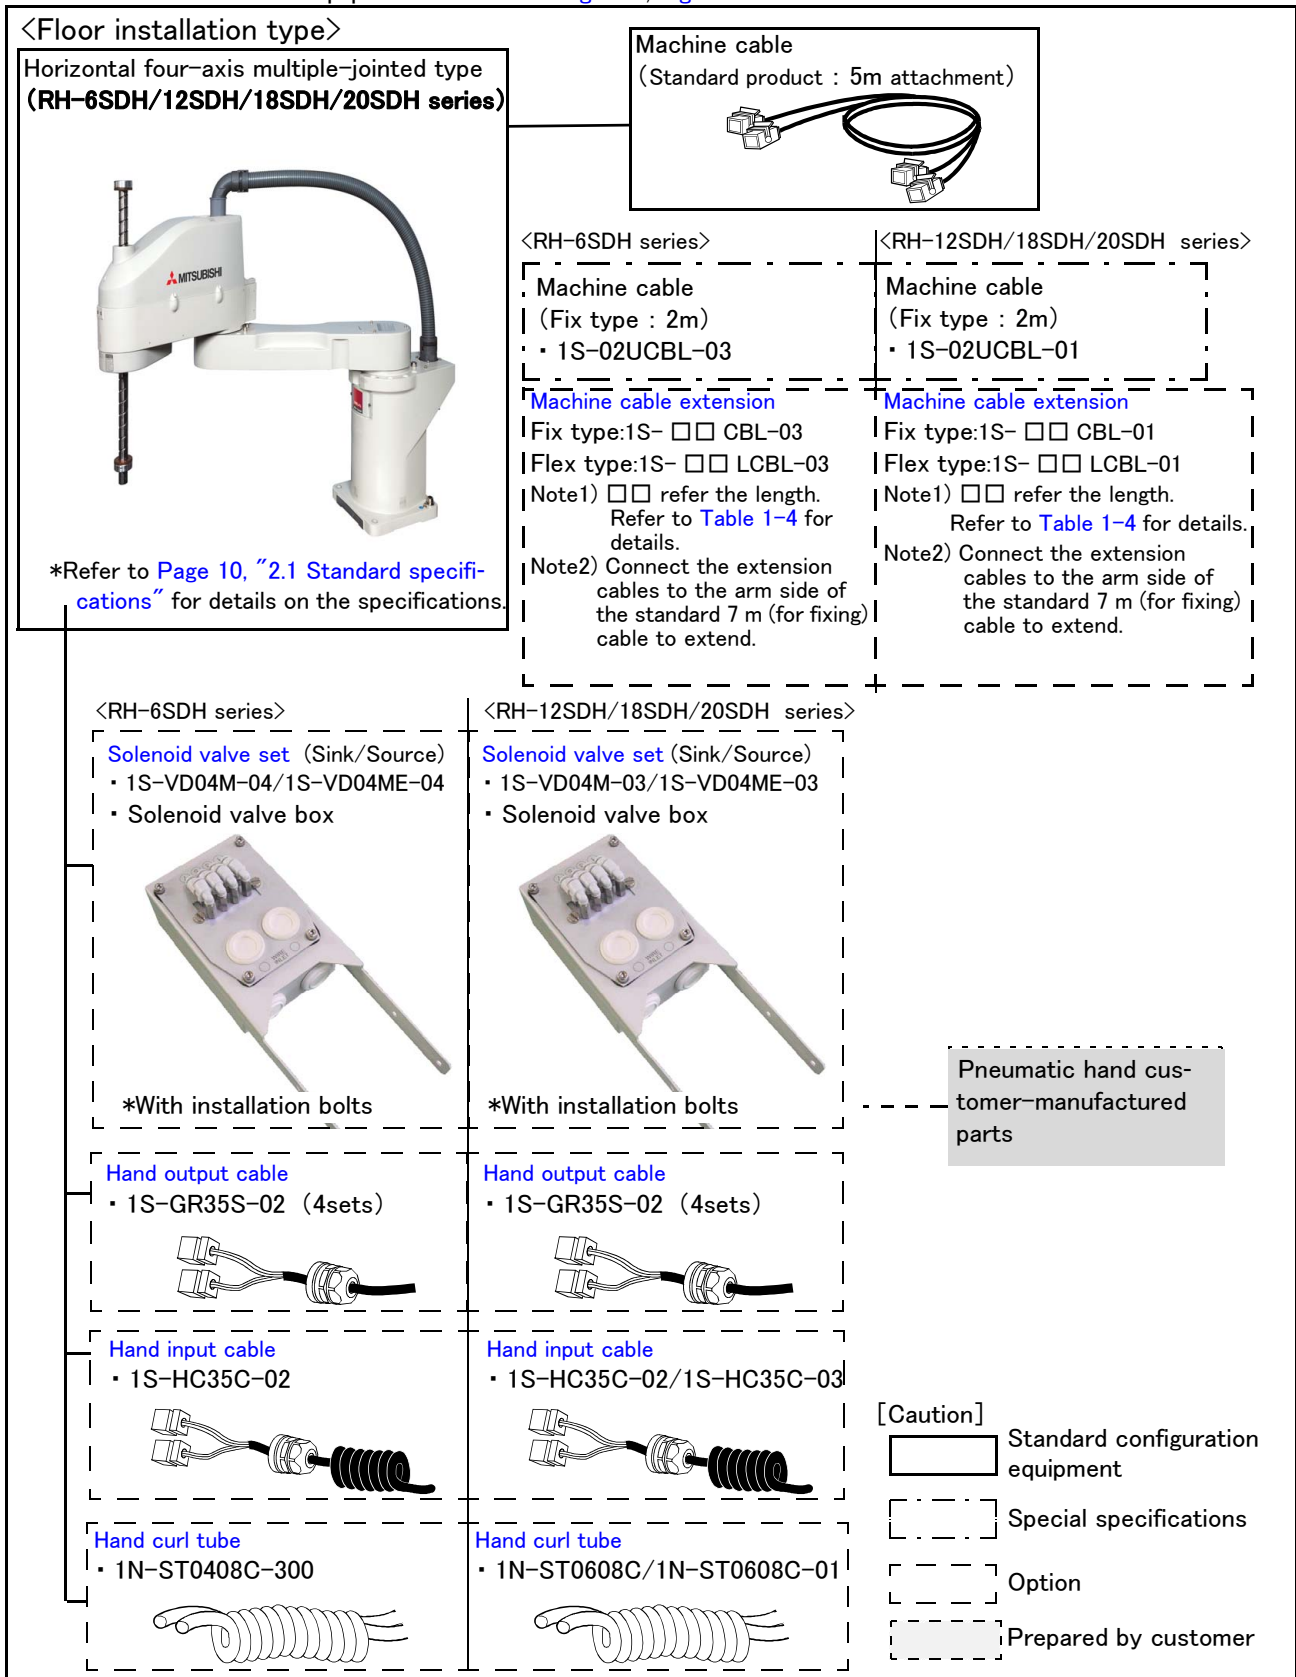 <Floor installation type>
Horizontal four-axis multiple-jointed type
(RH-6SDH/12SDH/18SDH/20SDH series)
MITSUBISHI
*Refer to Page 10, "2.1 Standard specifi-
cations" for details on the specifications.
Machine cable
(Standard product : 5m attachment)
<RH-6SDH series>
Machine cable
(Fix type : 2m)
・1S-02UCBL-03
Machine cable extension
Fix type:1S- □□ CBL-03
Flex type:1S- □□ LCBL-03
Note1) □□ refer the length.
Refer to Table 1-4 for
details.
Note2) Connect the extension
cables to the arm side of
the standard 7 m (for fixing)
cable to extend.
<RH-12SDH/18SDH/20SDH series>
Machine cable
(Fix type : 2m)
・1S-02UCBL-01
Machine cable extension
Fix type:1S- □□ CBL-01
Flex type:1S- □□ LCBL-01
Note1) □□ refer the length.
Refer to Table 1-4 for details.
Note2) Connect the extension
cables to the arm side of
the standard 7 m (for fixing)
cable to extend.
<RH-6SDH series>
Solenoid valve set (Sink/Source)
・1S-VD04M-04/1S-VD04ME-04
・Solenoid valve box
*With installation bolts
Hand output cable
・1S-GR35S-02 (4sets)
Hand input cable
・1S-HC35C-02
Hand curl tube
・1N-ST0408C-300
<RH-12SDH/18SDH/20SDH series>
Solenoid valve set (Sink/Source)
・1S-VD04M-03/1S-VD04ME-03
・Solenoid valve box
*With installation bolts
Hand output cable
・1S-GR35S-02 (4sets)
Hand input cable
・1S-HC35C-02/1S-HC35C-03
Hand curl tube
・1N-ST0608C/1N-ST0608C-01
Pneumatic hand cus-
tomer-manufactured
parts
[Caution]
Standard configuration
equipment
Special specifications
Option
Prepared by customer